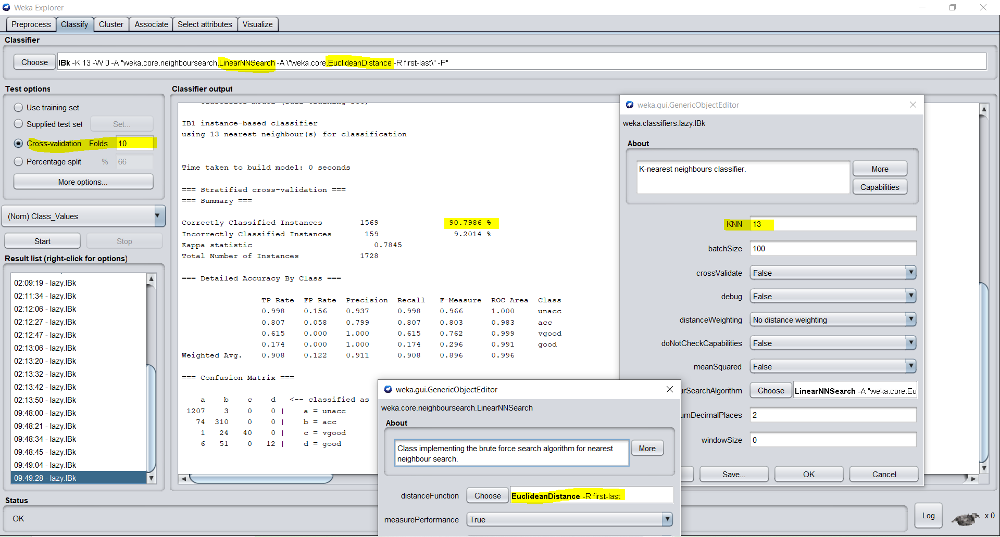 Weka Explorer
Preprocess Classify Cluster Associate Select attributes Visualize
Classifier
Choose IBk -K 13 -W 0 -A "weka.core.neighboursearch.LinearNNSearch -A \"weka.core.EuclideanDistance -R first-last\" -P"
Test options
Use training set
Supplied test set Set...
Cross-validation Folds 10
Percentage split % 66
More options...
(Nom) Class_Values
Start Stop
Result list (right-click for options)
02:09:19 - lazy.IBk
02:11:34 - lazy.IBk
02:12:06 - lazy.IBk
02:12:27 - lazy.IBk
02:12:47 - lazy.IBk
02:13:06 - lazy.IBk
02:13:20 - lazy.IBk
02:13:32 - lazy.IBk
02:13:42 - lazy.IBk
02:13:50 - lazy.IBk
09:48:00 - lazy.IBk
09:48:21 - lazy.IBk
09:48:34 - lazy.IBk
09:48:45 - lazy.IBk
09:49:04 - lazy.IBk
09:49:28 - lazy.IBk
Classifier output
IB1 instance-based classifier
using 13 nearest neighbour(s) for classification
Time taken to build model: 0 seconds
=== Stratified cross-validation ===
=== Summary ===
Correctly Classified Instances 1569 90.7986 %
Incorrectly Classified Instances 159 9.2014 %
Kappa statistic 0.7845
Total Number of Instances 1728
=== Detailed Accuracy By Class ===
TP Rate FP Rate Precision Recall F-Measure ROC Area Class
0.998 0.156 0.937 0.998 0.966 1.000 unacc
0.807 0.058 0.799 0.807 0.803 0.983 acc
0.615 0.000 1.000 0.615 0.762 0.999 vgood
0.174 0.000 1.000 0.174 0.296 0.991 good
Weighted Avg. 0.908 0.122 0.911 0.908 0.896 0.996
=== Confusion Matrix ===
a b c d <-- classified as
1207 3 0 0 | a = unacc
74 310 0 0 | b = acc
1 24 40 0 | c = vgood
6 51 0 12 | d = good
weka.gui.GenericObjectEditor
weka.classifiers.lazy.IBk
About
K-nearest neighbours classifier.
More
Capabilities
KNN 13
batchSize 100
crossValidate False
debug False
distanceWeighting No distance weighting
doNotCheckCapabilities False
meanSquared False
urSearchAlgorithm Choose LinearNNSearch -A "weka.core.Eu
umDecimalPlaces 2
windowSize 0
Save... OK Cancel
weka.gui.GenericObjectEditor
weka.core.neighboursearch.LinearNNSearch
About
Class implementing the brute force search algorithm for nearest
neighbour search.
More
distanceFunction Choose EuclideanDistance -R first-last
measurePerformance True
Status
OK
Log x 0